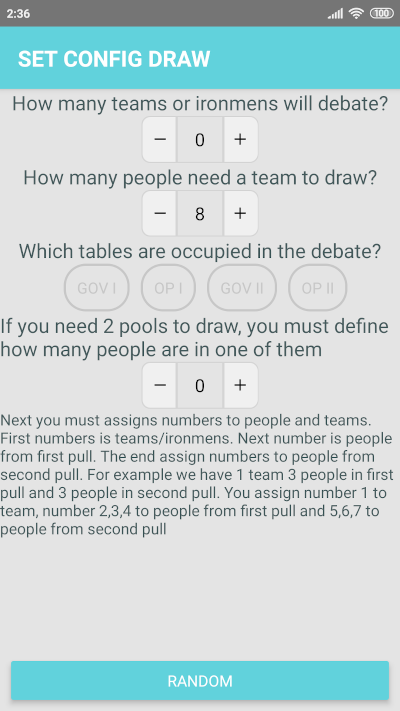 2:36
100
SET CONFIG DRAW
How many teams or ironmens will debate?
− 0 +
How many people need a team to draw?
− 8 +
Which tables are occupied in the debate?
GOV I OP I GOV II OP II
If you need 2 pools to draw, you must define
how many people are in one of them
− 0 +
Next you must assigns numbers to people and teams.
First numbers is teams/ironmens. Next number is people
from first pull. The end assign numbers to people from
second pull. For example we have 1 team 3 people in first
pull and 3 people in second pull. You assign number 1 to
team, number 2,3,4 to people from first pull and 5,6,7 to
people from second pull
RANDOM